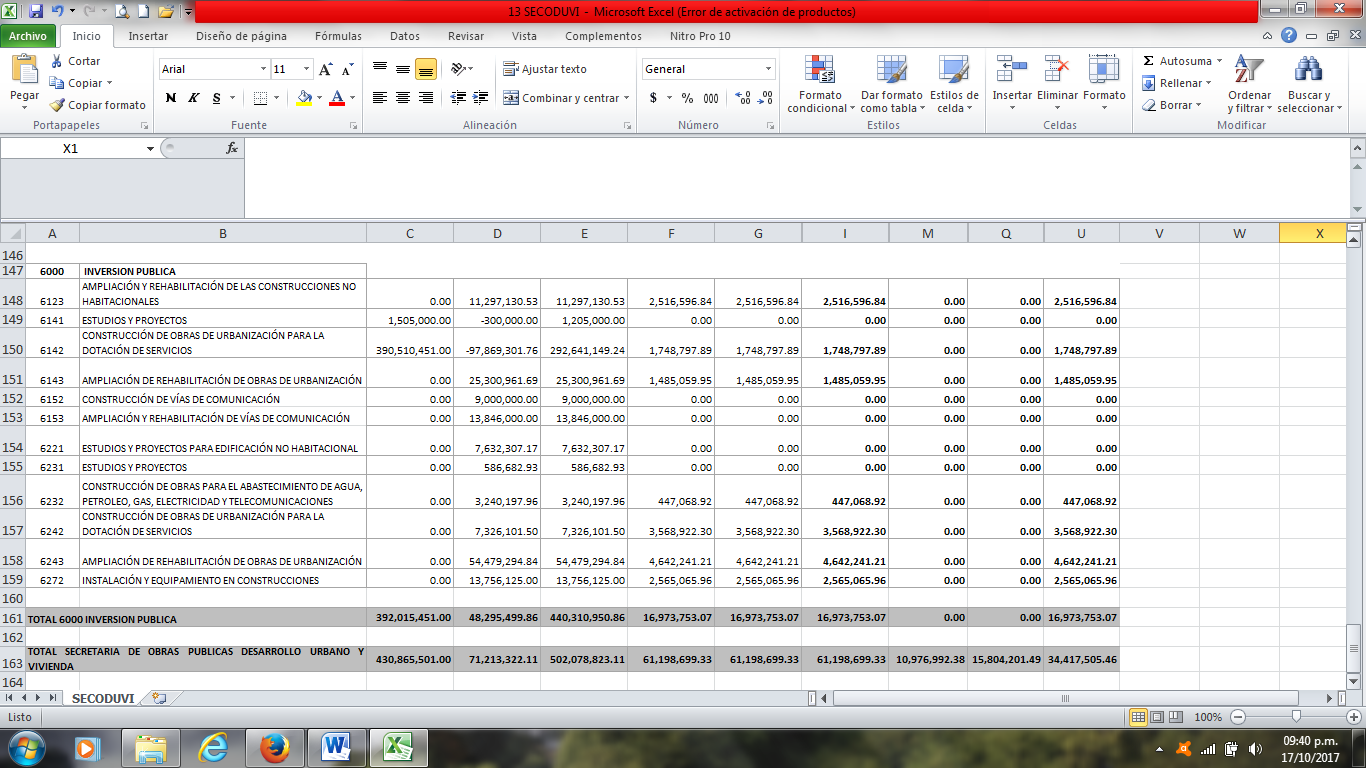 13 SECODUVI - Microsoft Excel (Error de activación de productos)
Archivo Inicio Insertar Diseño de página Fórmulas Datos Revisar Vista Complementos Nitro Pro 10
Pegar Cortar Copiar Copiar formato Portapapeles
Arial 11 N K S Fuente
Ajustar texto Combinar y centrar Alineación
General $ % 000 Número
Formato condicional Dar formato como tabla Estilos de celda Estilos
Insertar Eliminar Formato Celdas
Σ Autosuma Rellenar Borrar Ordenar y filtrar Buscar y seleccionar Modificar
X1 fx
A B C D E F G I M Q U V W X
146
147 6000 INVERSION PUBLICA
AMPLIACIÓN Y REHABILITACIÓN DE LAS CONSTRUCCIONES NO
148 6123 HABITACIONALES 0.00 11,297,130.53 11,297,130.53 2,516,596.84 2,516,596.84 2,516,596.84 0.00 0.00 2,516,596.84
149 6141 ESTUDIOS Y PROYECTOS 1,505,000.00 -300,000.00 1,205,000.00 0.00 0.00 0.00 0.00 0.00 0.00
CONSTRUCCIÓN DE OBRAS DE URBANIZACIÓN PARA LA
150 6142 DOTACIÓN DE SERVICIOS 390,510,451.00 -97,869,301.76 292,641,149.24 1,748,797.89 1,748,797.89 1,748,797.89 0.00 0.00 1,748,797.89
151 6143 AMPLIACIÓN DE REHABILITACIÓN DE OBRAS DE URBANIZACIÓN 0.00 25,300,961.69 25,300,961.69 1,485,059.95 1,485,059.95 1,485,059.95 0.00 0.00 1,485,059.95
152 6152 CONSTRUCCIÓN DE VÍAS DE COMUNICACIÓN 0.00 9,000,000.00 9,000,000.00 0.00 0.00 0.00 0.00 0.00 0.00
153 6153 AMPLIACIÓN Y REHABILITACIÓN DE VÍAS DE COMUNICACIÓN 0.00 13,846,000.00 13,846,000.00 0.00 0.00 0.00 0.00 0.00 0.00
154 6221 ESTUDIOS Y PROYECTOS PARA EDIFICACIÓN NO HABITACIONAL 0.00 7,632,307.17 7,632,307.17 0.00 0.00 0.00 0.00 0.00 0.00
155 6231 ESTUDIOS Y PROYECTOS 0.00 586,682.93 586,682.93 0.00 0.00 0.00 0.00 0.00 0.00
CONSTRUCCIÓN DE OBRAS PARA EL ABASTECIMIENTO DE AGUA,
156 6232 PETROLEO, GAS, ELECTRICIDAD Y TELECOMUNICACIONES 0.00 3,240,197.96 3,240,197.96 447,068.92 447,068.92 447,068.92 0.00 0.00 447,068.92
CONSTRUCCIÓN DE OBRAS DE URBANIZACIÓN PARA LA
157 6242 DOTACIÓN DE SERVICIOS 0.00 7,326,101.50 7,326,101.50 3,568,922.30 3,568,922.30 3,568,922.30 0.00 0.00 3,568,922.30
158 6243 AMPLIACIÓN DE REHABILITACIÓN DE OBRAS DE URBANIZACIÓN 0.00 54,479,294.84 54,479,294.84 4,642,241.21 4,642,241.21 4,642,241.21 0.00 0.00 4,642,241.21
159 6272 INSTALACIÓN Y EQUIPAMIENTO EN CONSTRUCCIONES 0.00 13,756,125.00 13,756,125.00 2,565,065.96 2,565,065.96 2,565,065.96 0.00 0.00 2,565,065.96
160
161 TOTAL 6000 INVERSION PUBLICA 392,015,451.00 48,295,499.86 440,310,950.86 16,973,753.07 16,973,753.07 16,973,753.07 0.00 0.00 16,973,753.07
162
TOTAL SECRETARIA DE OBRAS PUBLICAS DESARROLLO URBANO Y
163 VIVIENDA 430,865,501.00 71,213,322.11 502,078,823.11 61,198,699.33 61,198,699.33 61,198,699.33 10,976,992.38 15,804,201.49 34,417,505.46
164
SECODUVI
Listo 100%
09:40 p.m.
17/10/2017